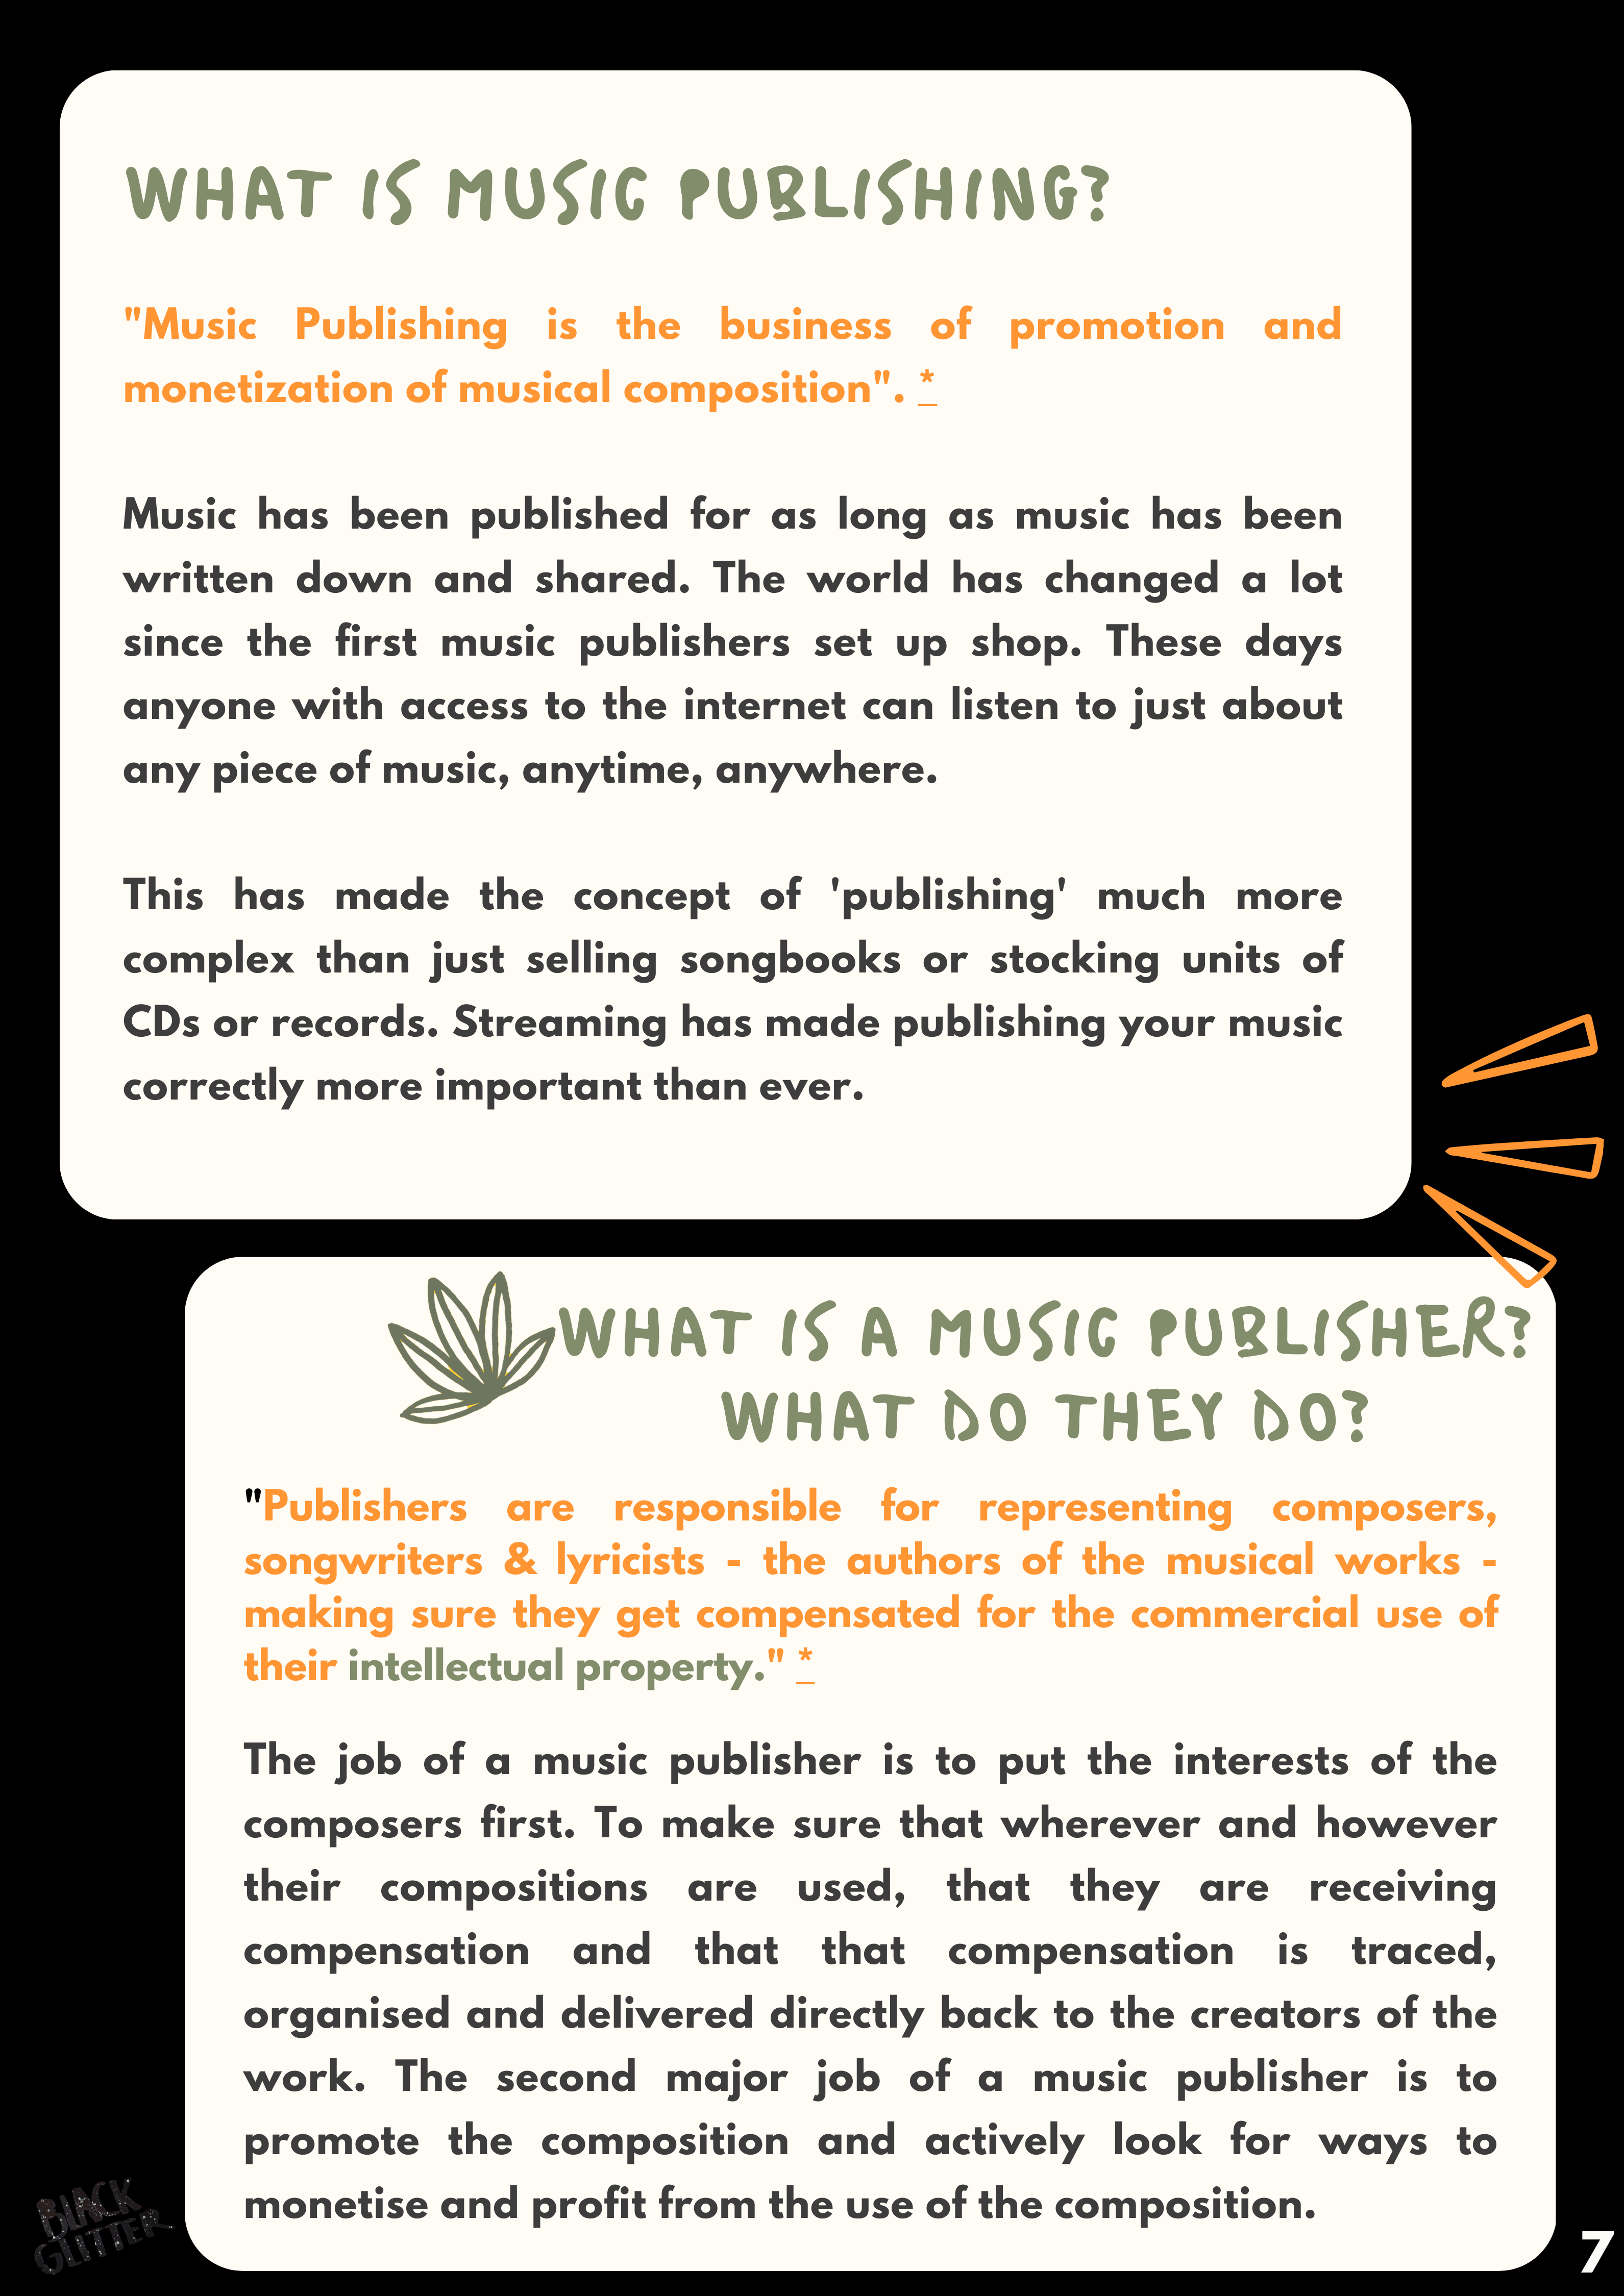 WHAT IS MUSIC PUBLISHING?
"Music Publishing is the business of promotion and
monetization of musical composition". *
Music has been published for as long as music has been
written down and shared. The world has changed a lot
since the first music publishers set up shop. These days
anyone with access to the internet can listen to just about
any piece of music, anytime, anywhere.
This has made the concept of 'publishing' much more
complex than just selling songbooks or stocking units of
CDs or records. Streaming has made publishing your music
correctly more important than ever.
WHAT IS A MUSIC PUBLISHER?
WHAT DO THEY DO?
"Publishers are responsible for representing composers,
songwriters & lyricists - the authors of the musical works -
making sure they get compensated for the commercial use of
their intellectual property." *
The job of a music publisher is to put the interests of the
composers first. To make sure that wherever and however
their compositions are used, that they are receiving
compensation and that that compensation is traced,
organised and delivered directly back to the creators of the
work. The second major job of a music publisher is to
promote the composition and actively look for ways to
monetise and profit from the use of the composition.
BLACK
GLITTER
7